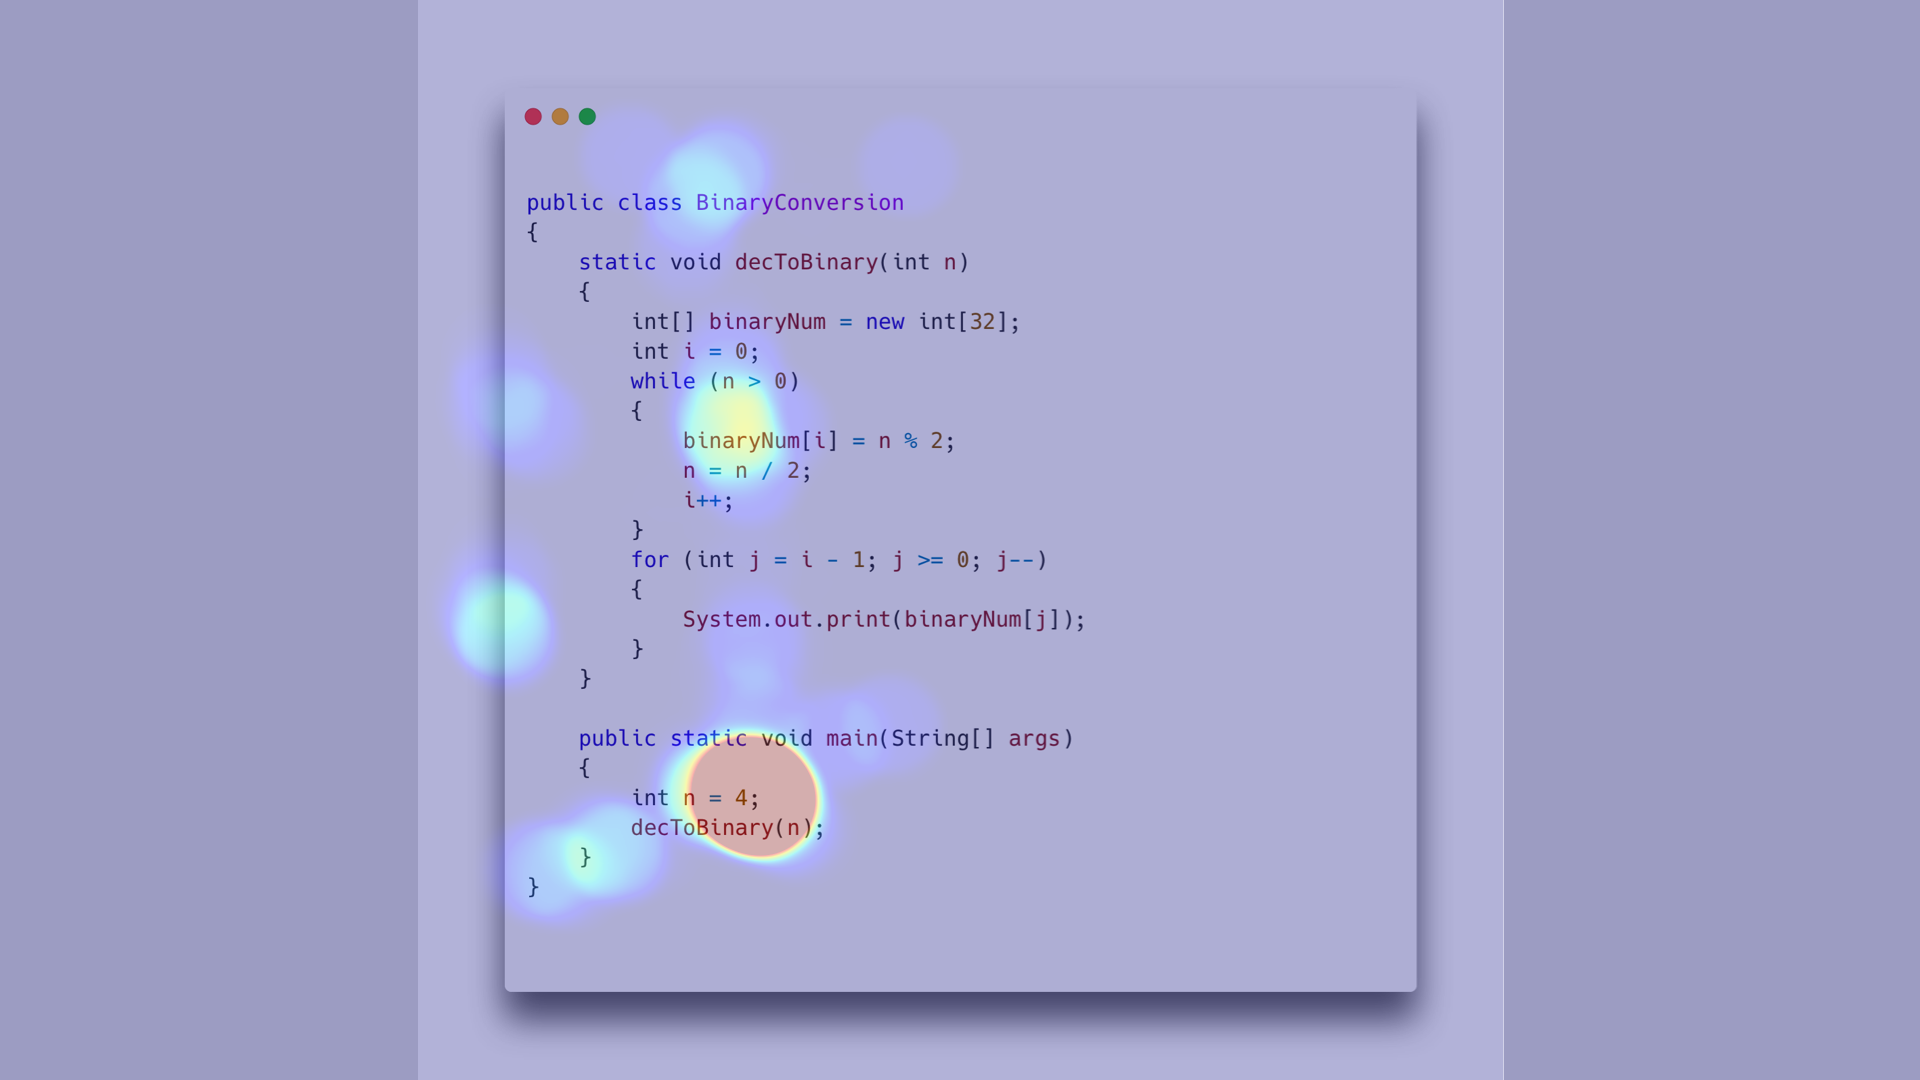 public class BinaryConversion
{
    static void decToBinary(int n)
    {
        int[] binaryNum = new int[32];
        int i = 0;
        while (n > 0)
        {
            binaryNum[i] = n % 2;
            n = n / 2;
            i++;
        }
        for (int j = i - 1; j >= 0; j--)
        {
            System.out.print(binaryNum[j]);
        }
    }

    public static void main(String[] args)
    {
        int n = 4;
        decToBinary(n);
    }
}